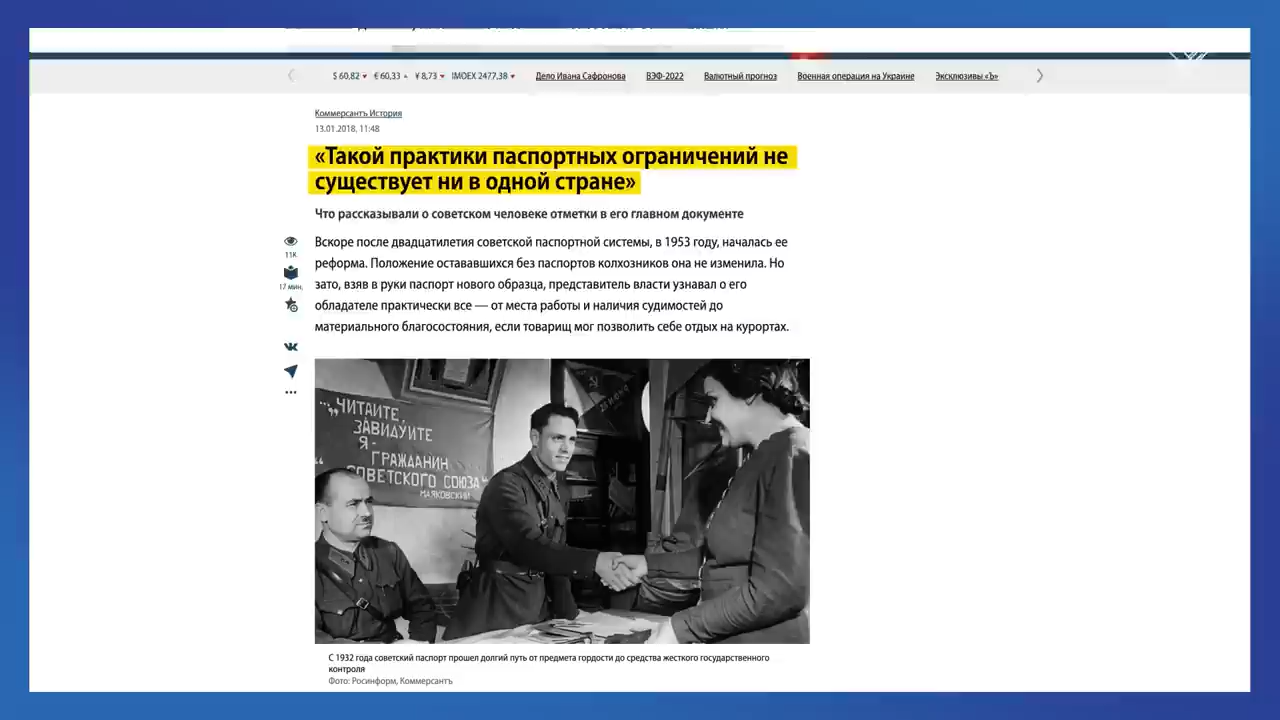 $ 60,82 € 60,33 ¥ 8,73 IMOEX 2477,38 Дело Ивана Сафронова ВЭФ-2022 Валютный прогноз Военная операция на Украине Эксклюзивы «Ъ»
Коммерсантъ История
13.01.2018, 11:48
«Такой практики паспортных ограничений не
существует ни в одной стране»
Что рассказывали о советском человеке отметки в его главном документе
Вскоре после двадцатилетия советской паспортной системы, в 1953 году, началась ее
реформа. Положение остававшихся без паспортов колхозников она не изменила. Но
зато, взяв в руки паспорт нового образца, представитель власти узнавал о его
обладателе практически все — от места работы и наличия судимостей до
материального благосостояния, если товарищ мог позволить себе отдых на курортах.
11K
17 мин.
...
„ЧИТАЙТЕ,
ЗАВИДУЙТЕ
Я -
ГРАЖДАНИН
СОВЕТСКОГО СОЮЗА"
МАЯКОВСКИЙ
С 1932 года советский паспорт прошел долгий путь от предмета гордости до средства жесткого государственного
контроля
Фото: Росинформ, Коммерсантъ